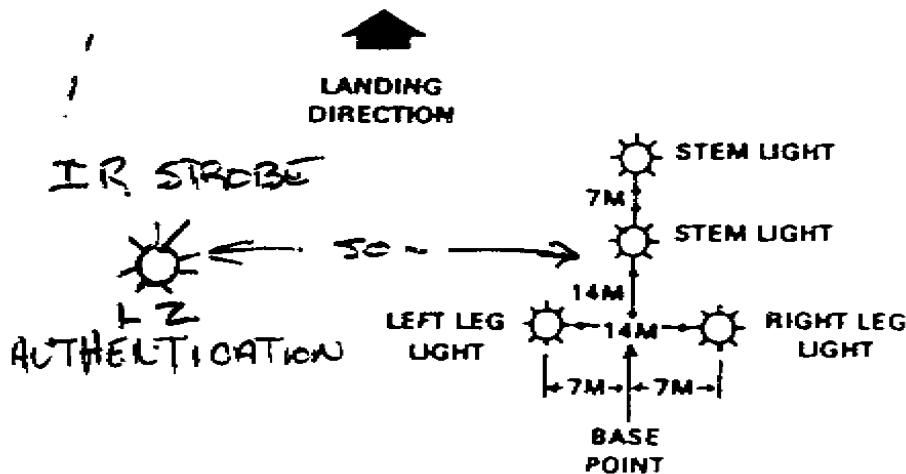 LANDING
DIRECTION
IR STROBE
STEM LIGHT
7M
STEM LIGHT
50 ~
14M
LZ
AUTHENTICATION
LEFT LEG
LIGHT
14M
RIGHT LEG
LIGHT
7M
7M
BASE
POINT